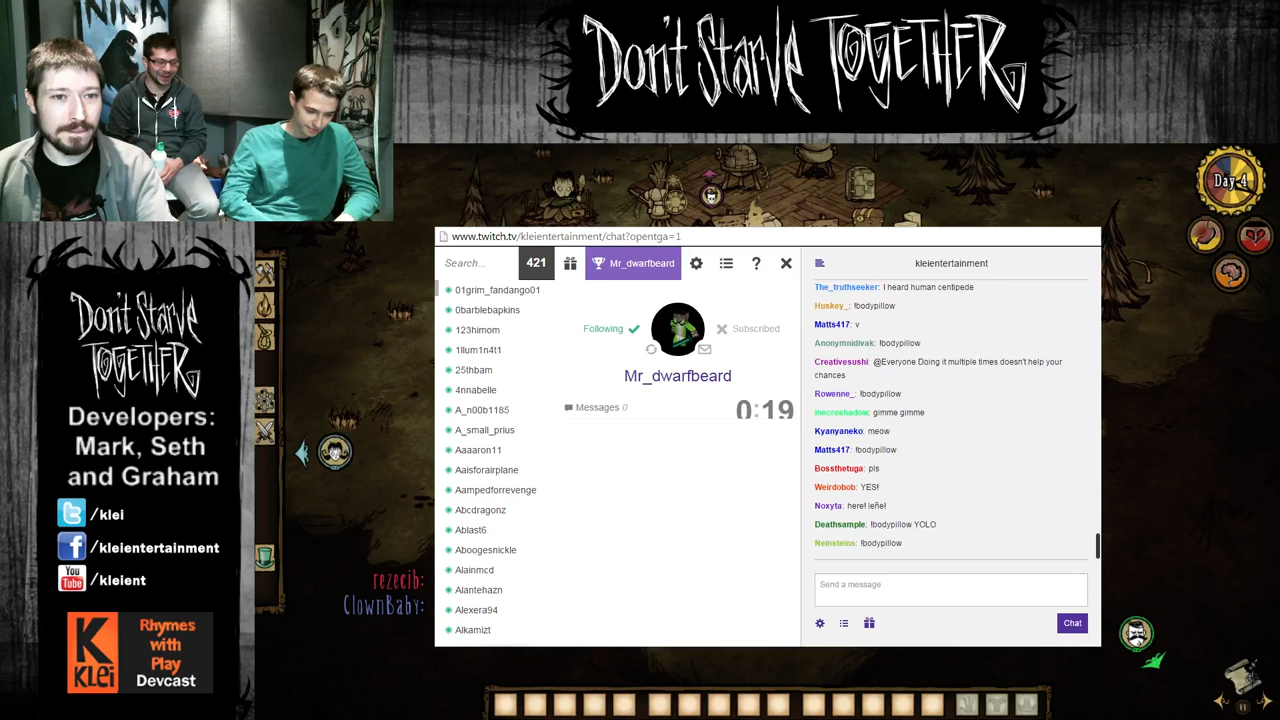 NINJA
Don't Starve
TOGETHER
Day 4
www.twitch.tv/kleientertainment/chat?opentga=1
Search...
421
Mr_dwarfbeard
?
kleientertainment
01grim_fandango01
0barblebapkins
123himom
1llum1n4t1
25thbam
4nnabelle
A_n00b1185
A_small_prius
Aaaaron11
Aaisforairplane
Aampedforrevenge
Abcdragonz
Ablast6
Aboogesnickle
Alainmcd
Alantehazn
Alexera94
Alkamizt
Following
Subscribed
Mr_dwarfbeard
Messages 0
0:19
The_truthseeker: I heard human centipede
Huskey_: !bodypillow
Matts417: v
Anonymnidivak: !bodypillow
Creativesushi: @Everyone Doing it multiple times doesn't help your
chances
Rowenne_: !bodypillow
Inecroshadow: gimme gimme
Kyanyaneko: meow
Matts417: !bodypillow
Bossthetuga: pls
Weirdobob: YES!
Noxyta: here! leñe!
Deathsample: !bodypillow YOLO
Neinsteins: !bodypillow
Send a message
Chat
Don't
Starve
TOGETHER
Developers:
Mark, Seth
and Graham
/klei
/kleientertainment
You
Tube
/kleient
K
KLEI
Rhymes
with
Play
Devcast
rezecib:
ClownBaby: